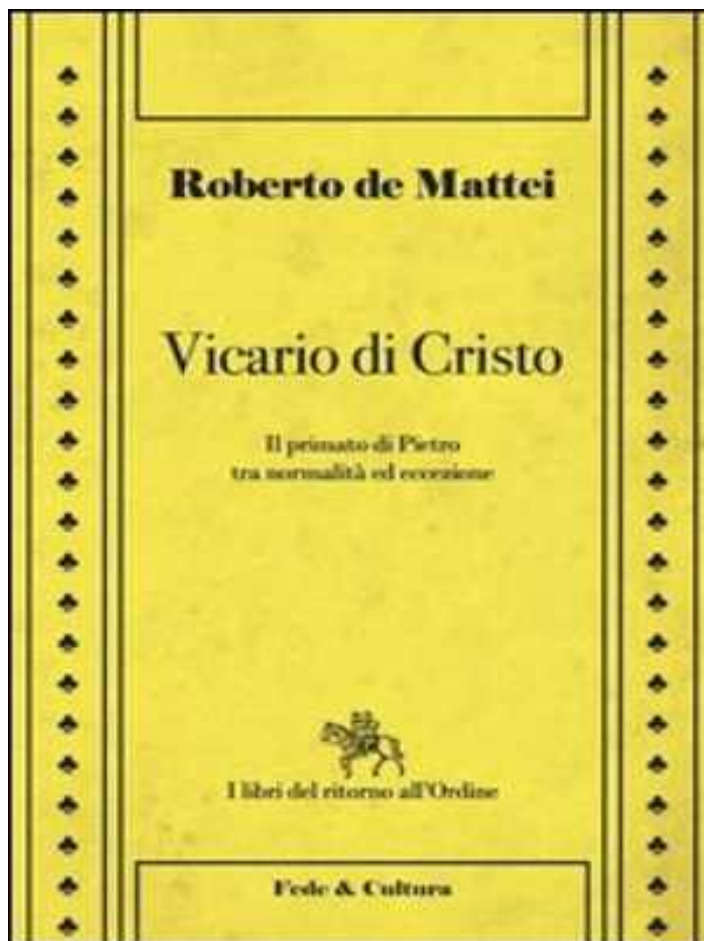 Roberto de Mattei
Vicario di Cristo
Il primato di Pietro
tra normalità ed eccezione
I libri del ritorno all'Ordine
Fede & Cultura